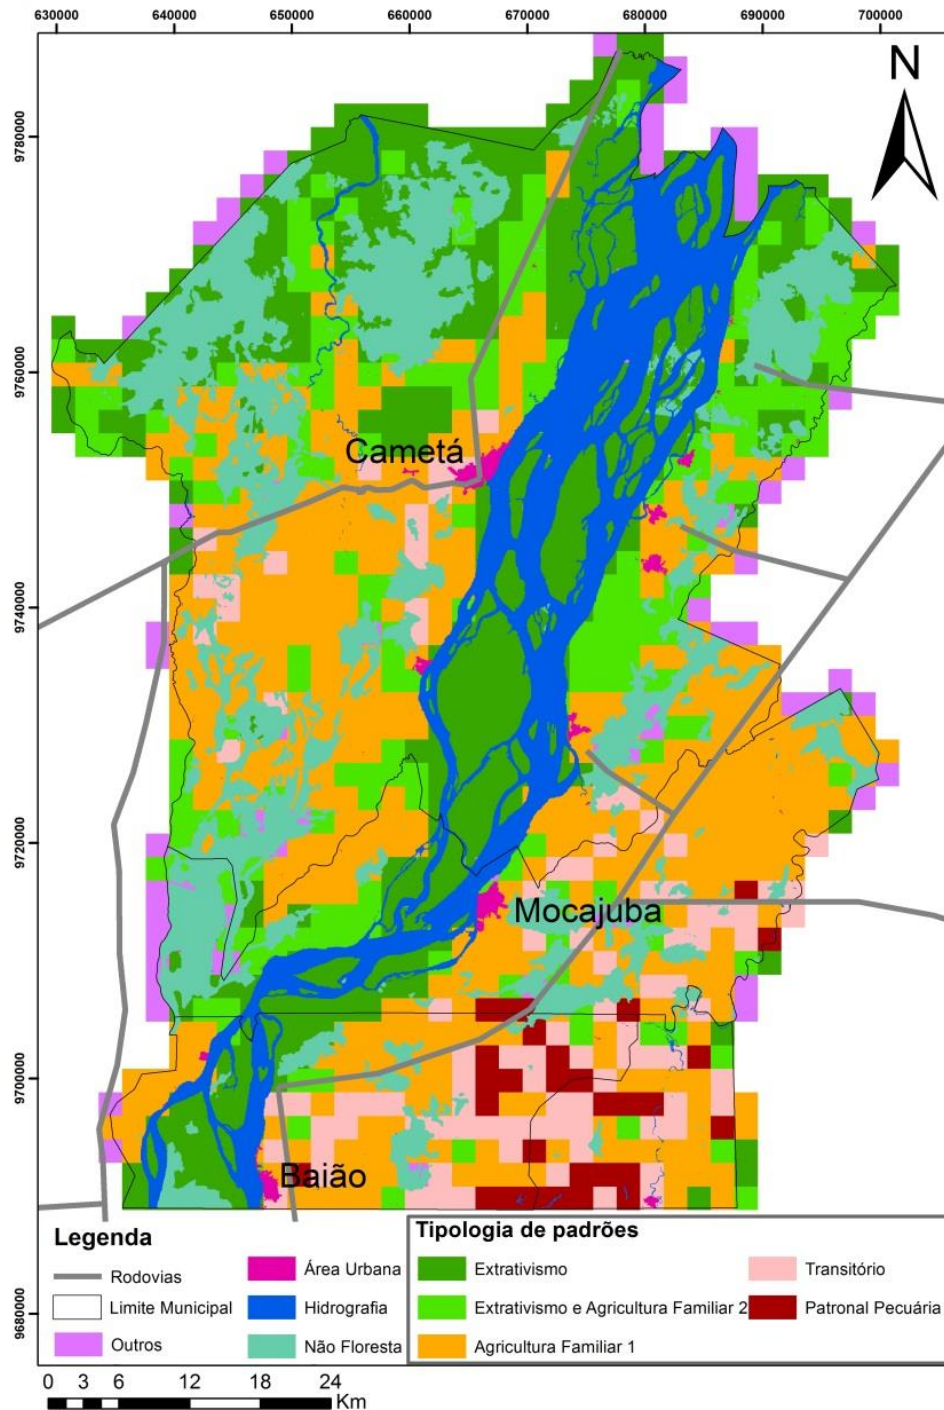 630000 640000 650000 660000 670000 680000 690000 700000
N
9780000
9760000
9740000
9720000
9700000
9680000
Cametá
Mocajuba
Baião
Legenda
Rodovias
Limite Municipal
Outros
Área Urbana
Hidrografia
Não Floresta
Tipologia de padrões
Extrativismo
Extrativismo e Agricultura Familiar 2
Agricultura Familiar 1
Transitório
Patronal Pecuária
0 3 6 12 18 24
Km